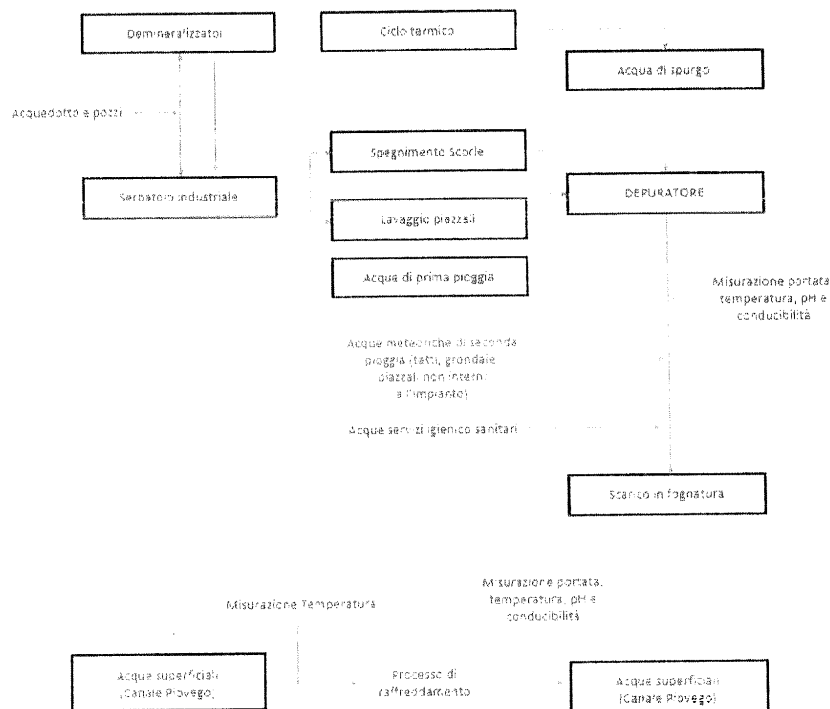 Demineralizzatori
Ciclo termico
Acqua di spurgo
Acquedotto e pozzi
Spegnimento Scorie
Serbatoio industriale
DEPURATORE
Lavaggio piazzali
Acqua di prima pioggia
Misurazione portata
temperatura, pH e
conducibilità
Acque meteoriche di seconda
pioggia (tetti, grondaie
piazzali non interni
a l'impianto)
Acque servizi igienico sanitari
Scarico in fognatura
Misurazione Temperatura
Misurazione portata,
temperatura, pH e
conducibilità
Acque superficiali
(Canale Piovego)
Processo di
raffreddamento
Acque superficiali
(Canale Piovego)